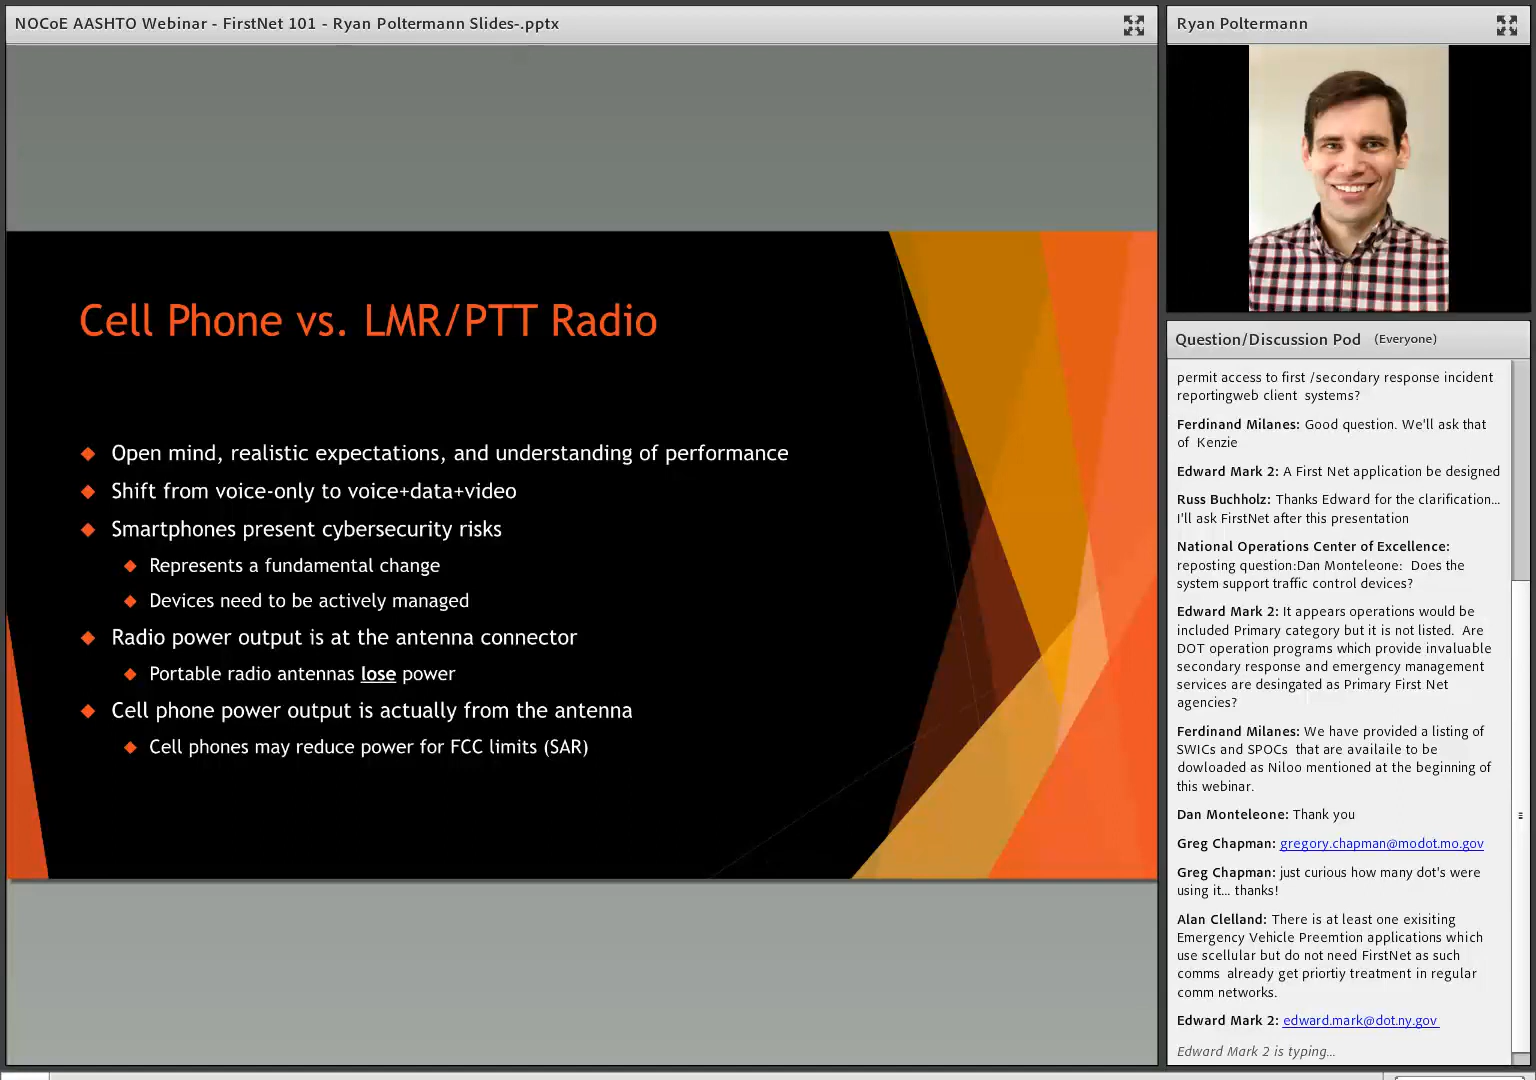 NOCoE AASHTO Webinar - FirstNet 101 - Ryan Poltermann Slides-.pptx
Cell Phone vs. LMR/PTT Radio
Open mind, realistic expectations, and understanding of performance
Shift from voice-only to voice+data+video
Smartphones present cybersecurity risks
Represents a fundamental change
Devices need to be actively managed
Radio power output is at the antenna connector
Portable radio antennas lose power
Cell phone power output is actually from the antenna
Cell phones may reduce power for FCC limits (SAR)
Ryan Poltermann
Question/Discussion Pod (Everyone)
permit access to first /secondary response incident
reportingweb client systems?
Ferdinand Milanes: Good question. We'll ask that
of Kenzie
Edward Mark 2: A First Net application be designed
Russ Buchholz: Thanks Edward for the clarification...
I'll ask FirstNet after this presentation
National Operations Center of Excellence:
reposting question:Dan Monteleone: Does the
system support traffic control devices?
Edward Mark 2: It appears operations would be
included Primary category but it is not listed. Are
DOT operation programs which provide invaluable
secondary response and emergency management
services are desingated as Primary First Net
agencies?
Ferdinand Milanes: We have provided a listing of
SWICs and SPOCs that are availaile to be
dowloaded as Niloo mentioned at the beginning of
this webinar.
Dan Monteleone: Thank you
Greg Chapman: gregory.chapman@modot.mo.gov
Greg Chapman: just curious how many dot's were
using it... thanks!
Alan Clelland: There is at least one exisiting
Emergency Vehicle Preemtion applications which
use scellular but do not need FirstNet as such
comms already get priortiy treatment in regular
comm networks.
Edward Mark 2: edward.mark@dot.ny.gov
Edward Mark 2 is typing...